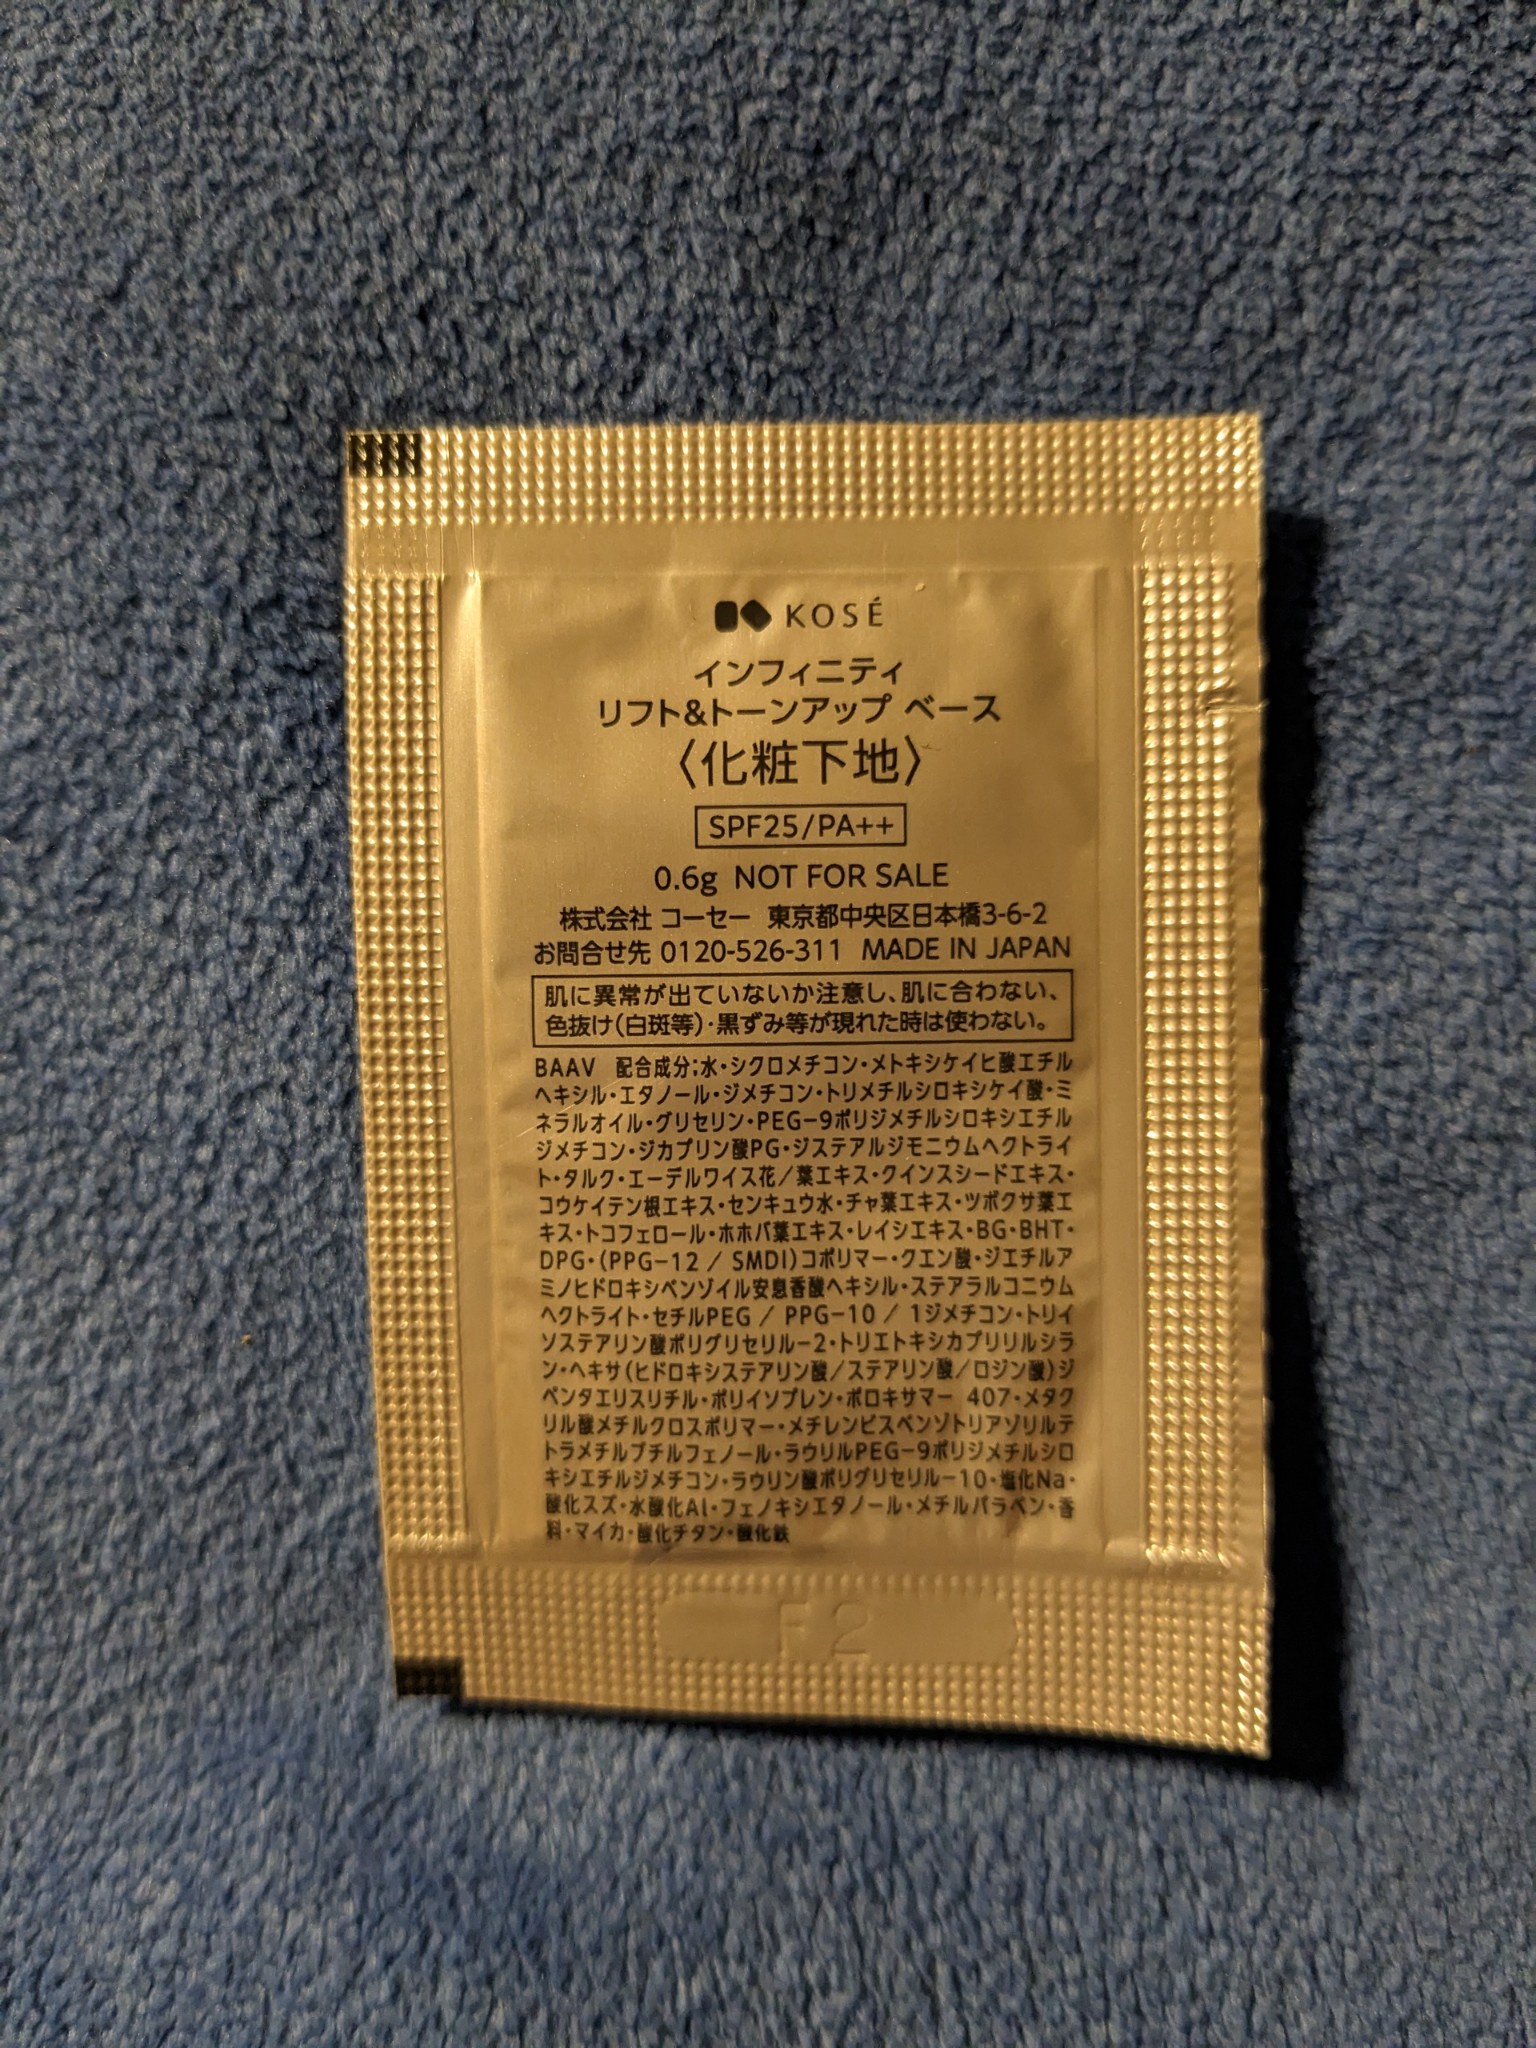 KOSÉ
インフィニティ
リフト&トーンアップ ベース
〈化粧下地〉
SPF25/PA++
0.6g NOT FOR SALE
株式会社 コーセー 東京都中央区日本橋3-6-2
お問合せ先 0120-526-311 MADE IN JAPAN
肌に異常が出ていないか注意し、肌に合わない、
色抜け(白斑等)・黒ずみ等が現れた時は使わない。
BAAV 配合成分;水・シクロメチコン・メトキシケイヒ酸エチル
ヘキシル・エタノール・ジメチコン・トリメチルシロキシケイ酸・ミ
ネラルオイル・グリセリン・PEG-9ポリジメチルシロキシエチル
ジメチコン・ジカプリン酸PG・ジステアルジモニウムヘクトライ
ト・タルク・エーデルワイス花/葉エキス・クインスシードエキス・
コウケイテン根エキス・センキュウ水・チャ葉エキス・ツボクサ葉エ
キス・トコフェロール・ホホバ葉エキス・レイシエキス・BG・BHT・
DPG・(PPG-12 / SMDI)コポリマー・クエン酸・ジエチルア
ミノヒドロキシベンゾイル安息香酸ヘキシル・ステアラルコニウム
ヘクトライト・セチルPEG / PPG-10 / 1ジメチコン・トリイ
ソステアリン酸ポリグリセリル-2・トリエトキシカプリリルシラ
ン・ヘキサ(ヒドロキシステアリン酸/ステアリン酸/ロジン酸)ジ
ペンタエリスリチル・ポリイソプレン・ポロキサマー 407・メタク
リル酸メチルクロスポリマー・メチレンビスベンゾトリアゾリルテ
トラメチルブチルフェノール・ラウリルPEG-9ポリジメチルシロ
キシエチルジメチコン・ラウリン酸ポリグリセリル-10・塩化Na・
酸化スズ・水酸化Al・フェノキシエタノール・メチルパラベン・香
料・マイカ・酸化チタン・酸化鉄
F2